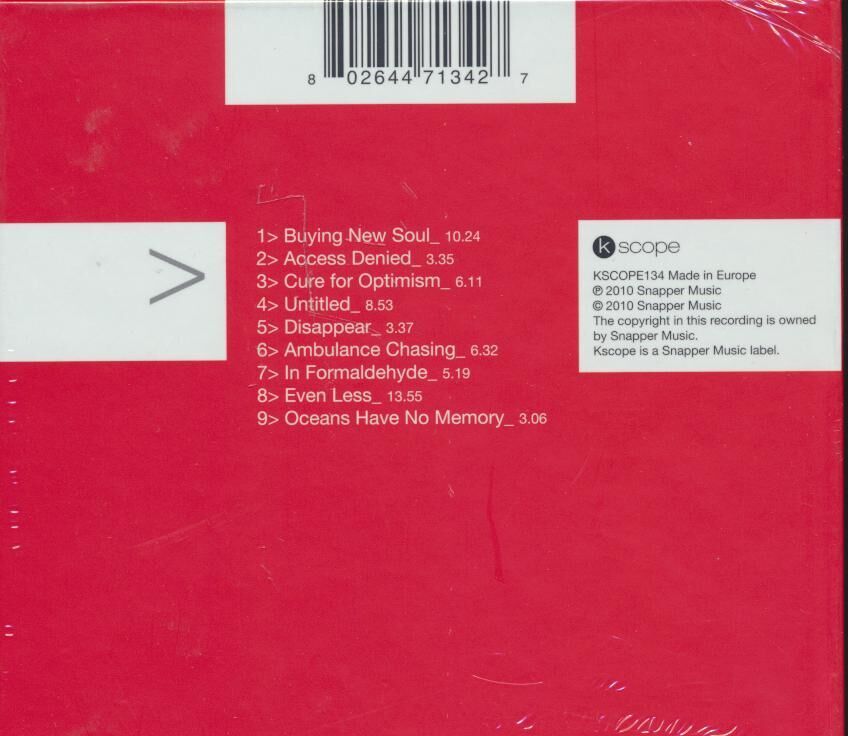 8 02644 71342 7
1> Buying New Soul_ 10.24
2> Access Denied_ 3.35
3> Cure for Optimism_ 6.11
4> Untitled_ 8.53
5> Disappear_ 3.37
6> Ambulance Chasing_ 6.32
7> In Formaldehyde_ 5.19
8> Even Less_ 13.55
9> Oceans Have No Memory_ 3.06
>
kscope
KSCOPE134 Made in Europe
℗ 2010 Snapper Music
© 2010 Snapper Music
The copyright in this recording is owned
by Snapper Music.
Kscope is a Snapper Music label.